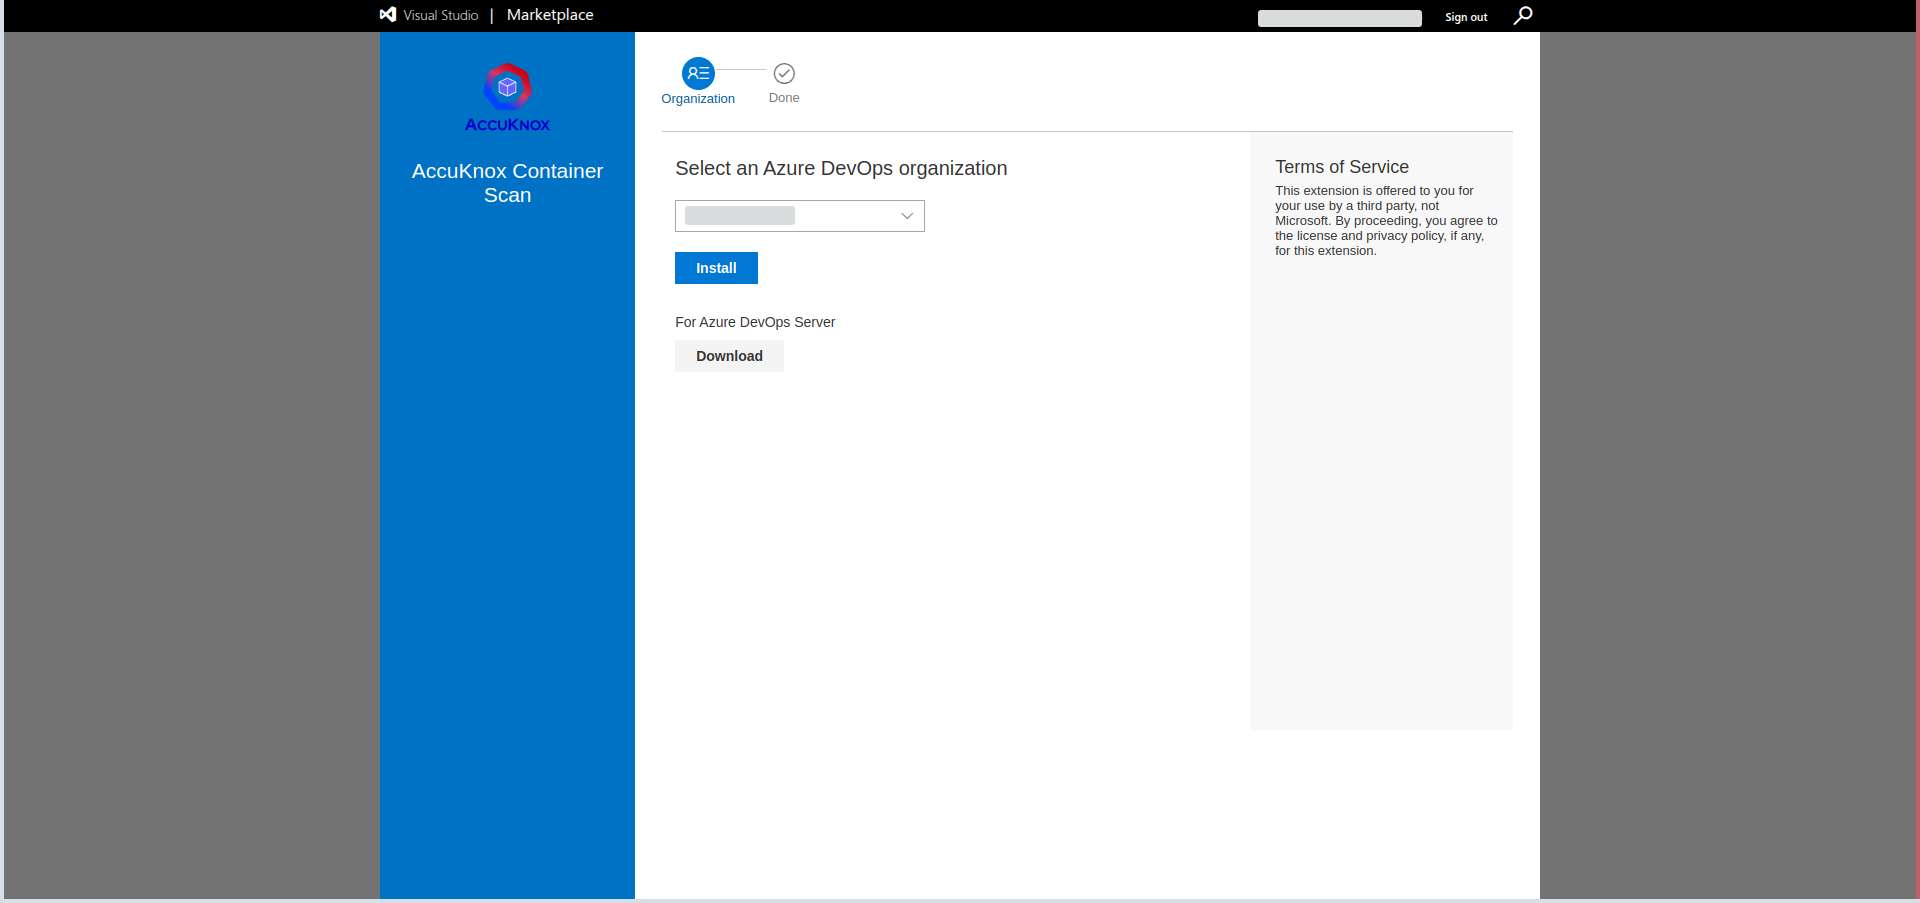 Visual Studio | Marketplace
Sign out
AccuKnox
AccuKnox Container
Scan
Organization
Done
Select an Azure DevOps organization
Install
For Azure DevOps Server
Download
Terms of Service
This extension is offered to you for
your use by a third party, not
Microsoft. By proceeding, you agree to
the license and privacy policy, if any,
for this extension.